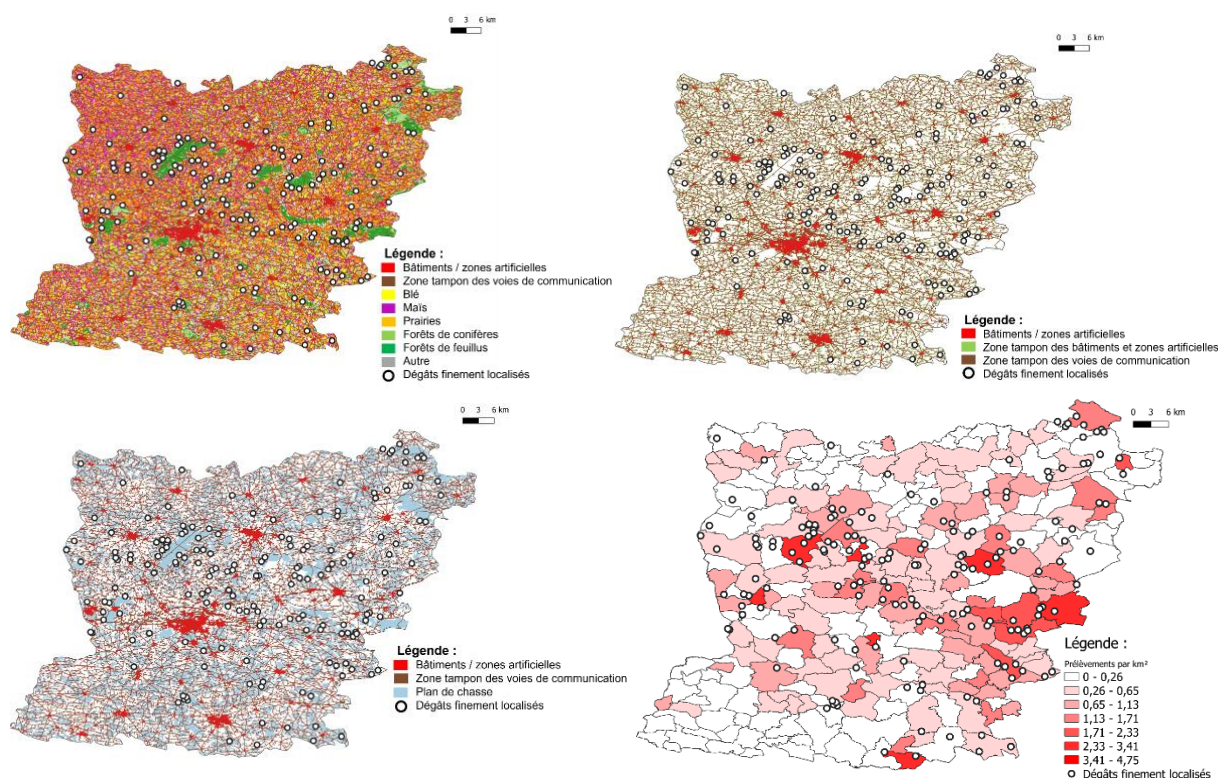 0 3 6 km
Légende :
Bâtiments / zones artificielles
Zone tampon des voies de communication
Blé
Maïs
Prairies
Forêts de conifères
Forêts de feuillus
Autre
Dégâts finement localisés
0 3 6 km
Légende :
Bâtiments / zones artificielles
Zone tampon des bâtiments et zones artificielles
Zone tampon des voies de communication
Dégâts finement localisés
0 3 6 km
Légende :
Bâtiments / zones artificielles
Zone tampon des voies de communication
Plan de chasse
Dégâts finement localisés
0 3 6 km
Légende :
Prélèvements par km²
0 - 0,26
0,26 - 0,65
0,65 - 1,13
1,13 - 1,71
1,71 - 2,33
2,33 - 3,41
3,41 - 4,75
Dégâts finement localisés